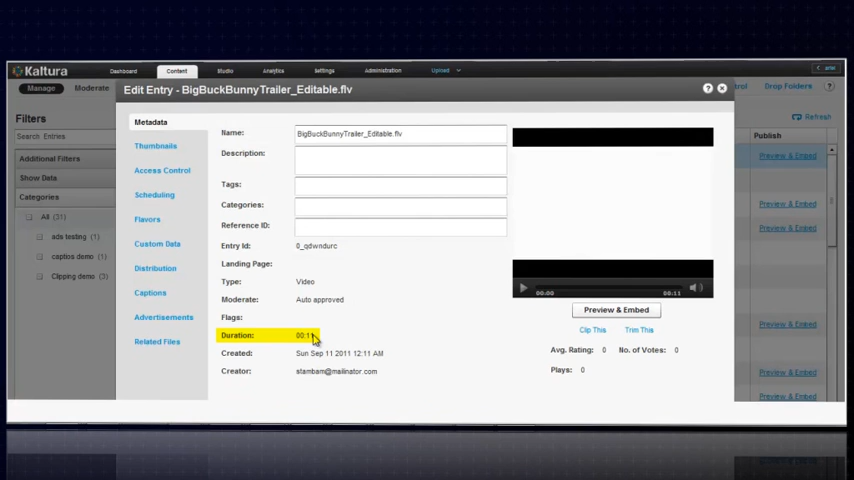 Kaltura Dashboard Content Studio Analytics Settings Administration Upload
Manage Moderate Drop Folders ?
Edit Entry - BigBuckBunnyTrailer_Editable.flv ?
Filters
Search Entries
Additional Filters
Show Data
Categories
All (31)
ads testing (1)
captios demo (1)
Clipping demo (3)
Metadata
Thumbnails
Access Control
Scheduling
Flavors
Custom Data
Distribution
Captions
Advertisements
Related Files
Name: BigBuckBunnyTrailer_Editable.flv
Description:
Tags:
Categories:
Reference ID:
Entry Id: 0_qdwndurc
Landing Page:
Type: Video
Moderate: Auto approved
Flags:
Duration: 00:11
Created: Sun Sep 11 2011 12:11 AM
Creator: stambam@mailinator.com
00:00 00:11
Preview & Embed
Clip This Trim This
Avg. Rating: 0 No. of Votes: 0
Plays: 0
Refresh
Publish
Preview & Embed
Preview & Embed
Preview & Embed
Preview & Embed
Preview & Embed
Preview & Embed